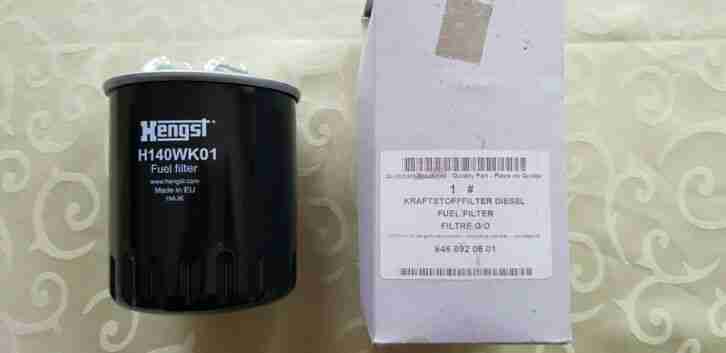 Hengst
H140WK01
Fuel filter
www.hengst.com
Made in EU
1 #
KRAFTSTOFFFILTER DIESEL
FUEL FILTER
FILTRE G/O
646 092 06 01